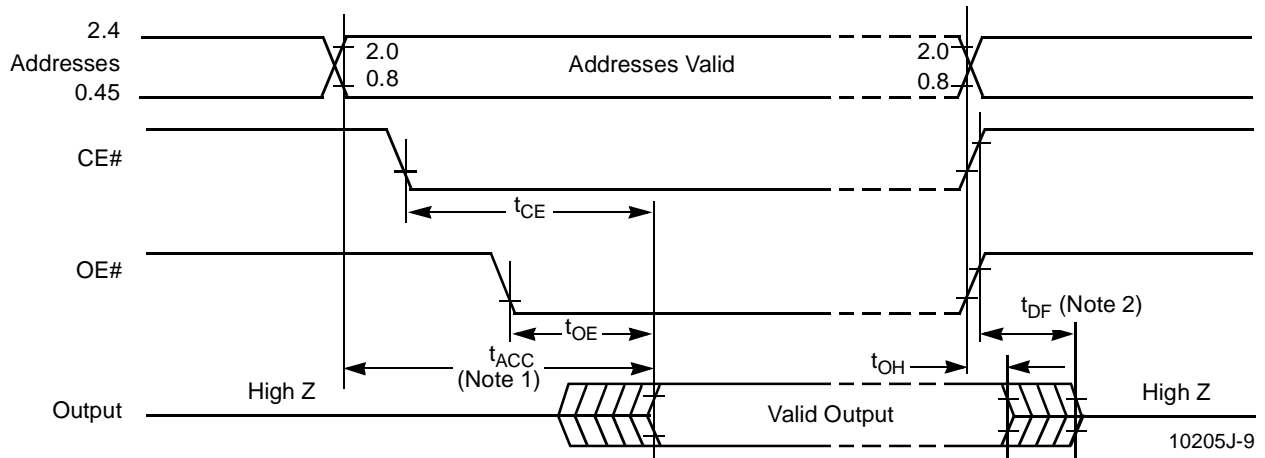 2.4
Addresses
0.45
2.0
0.8
Addresses Valid
2.0
0.8
CE#
tCE
OE#
tOE
tDF (Note 2)
tACC
(Note 1)
tOH
High Z
High Z
Output
Valid Output
10205J-9